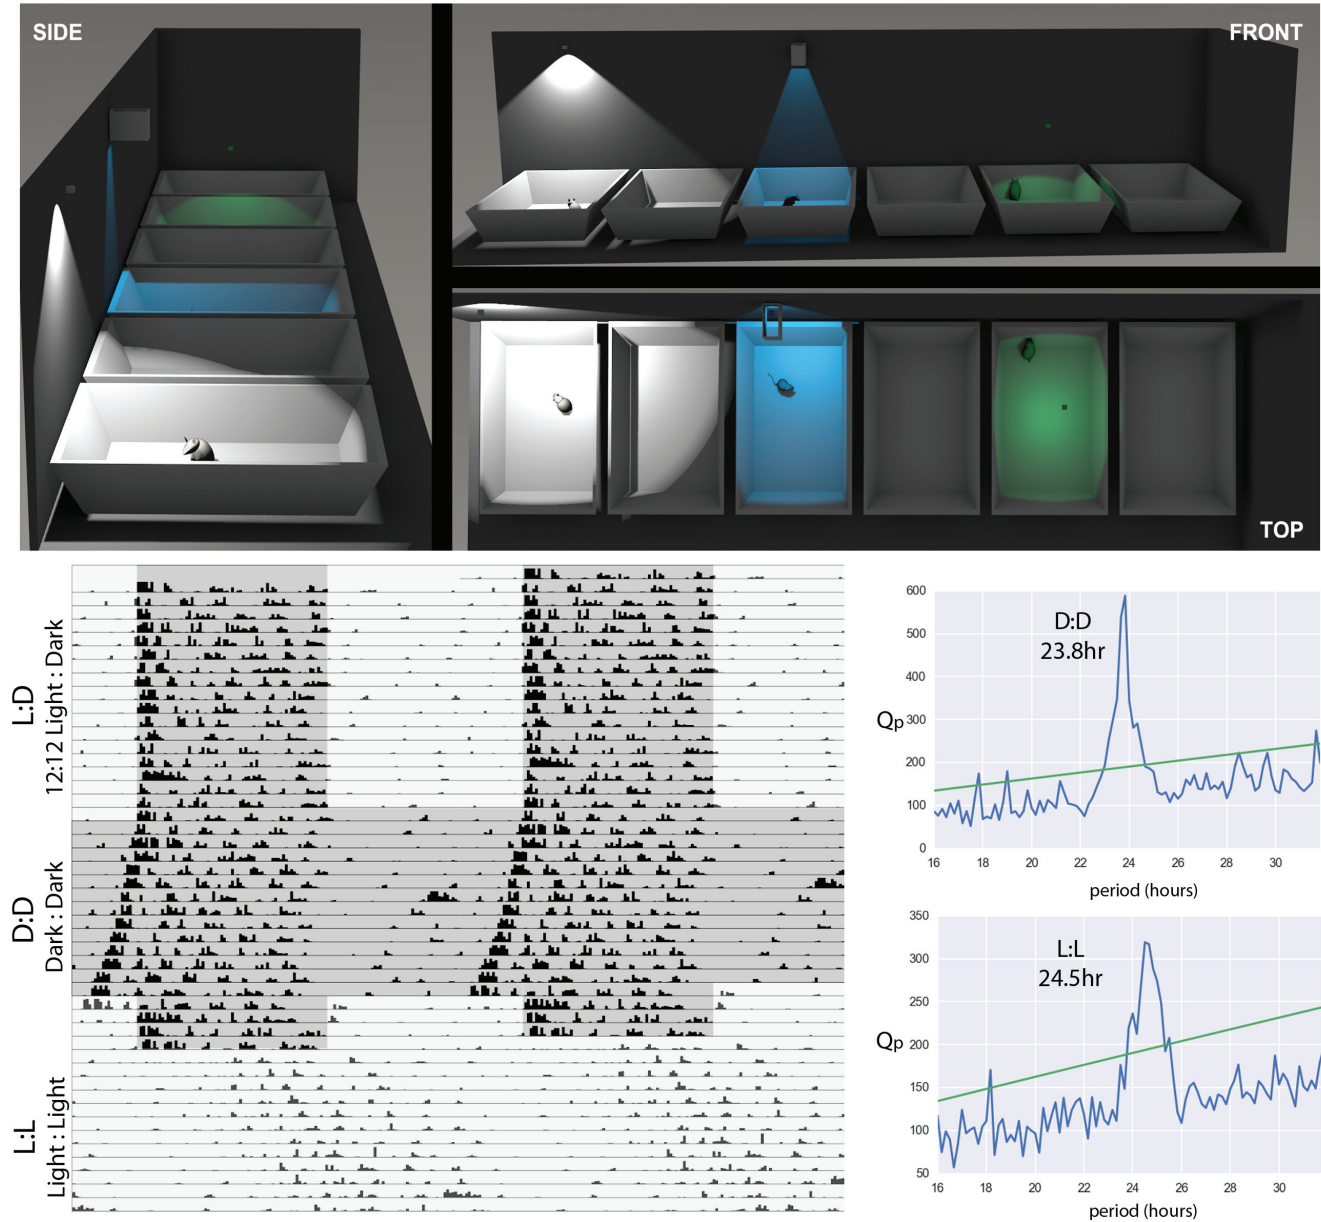 SIDE
FRONT
TOP
L:D
12:12 Light : Dark
D:D
Dark : Dark
L:L
Light : Light
600
500
400
Qp 300
200
100
0
D:D
23.8hr
16 18 20 22 24 26 28 30
period (hours)
350
300
250
Qp 200
150
100
50
L:L
24.5hr
16 18 20 22 24 26 28 30
period (hours)